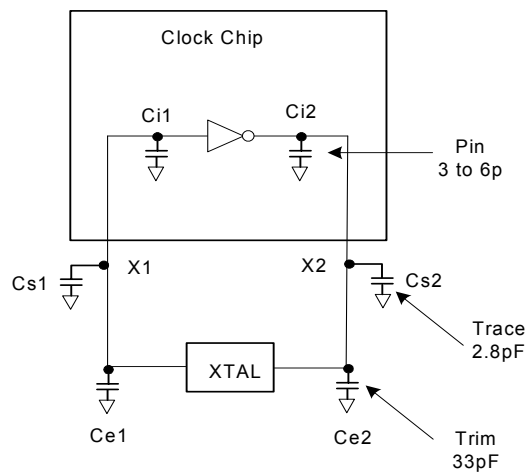 Clock Chip
Ci1
Ci2
Pin
3 to 6p
Cs1
X1
X2
Cs2
Trace
2.8pF
XTAL
Ce1
Ce2
Trim
33pF